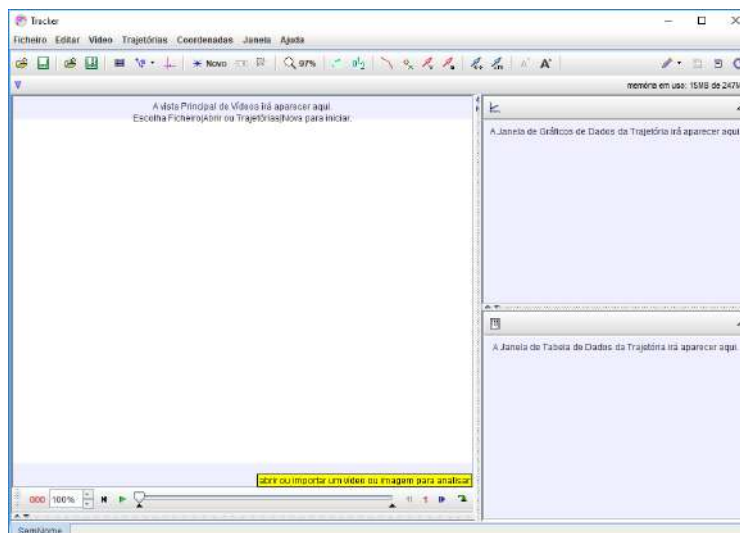 Tracker
Ficheiro Editar Vídeo Trajetórias Coordenadas Janela Ajuda
Novo 97%
memória em uso: 15MB de 247M
A vista Principal de Vídeos irá aparecer aqui.
Escolha Ficheiro|Abrir ou Trajetórias|Nova para iniciar.
A Janela de Gráficos de Dados da Trajetória irá aparecer aqui
A Janela de Tabela de Dados da Trajetória irá aparecer aqui.
abrir ou importar um vídeo ou imagem para analisar
000 100% 1
SemNome